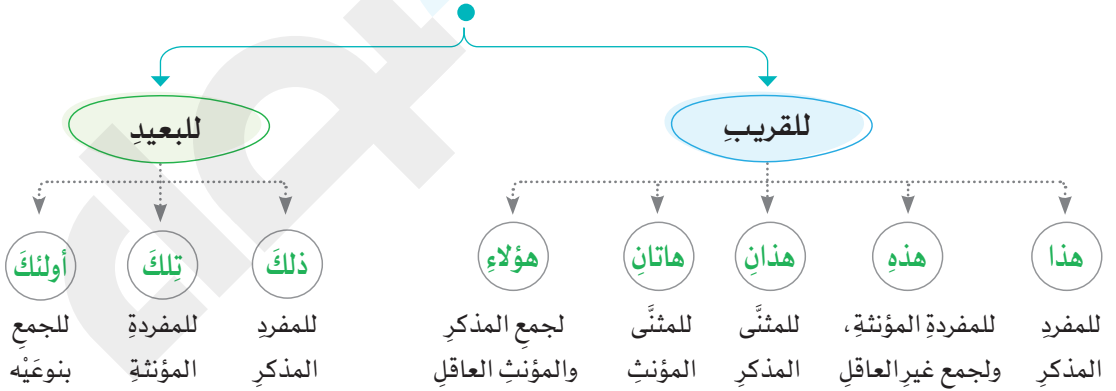 للقريبِ
للبعيدِ
هذا
هذهِ
هذانِ
هاتانِ
هؤلاءِ
ذلكَ
تِلكَ
أولئكَ
للمفردِ
المذكرِ
للمفردةِ المؤنثةِ،
ولجمعِ غيرِ العاقلِ
للمثنَّى
المذكرِ
للمثنَّى
المؤنثِ
لجمعِ المذكرِ
والمؤنثِ العاقلِ
للمفردِ
المذكرِ
للمفردةِ
المؤنثةِ
للجمعِ
بنوعَيْه